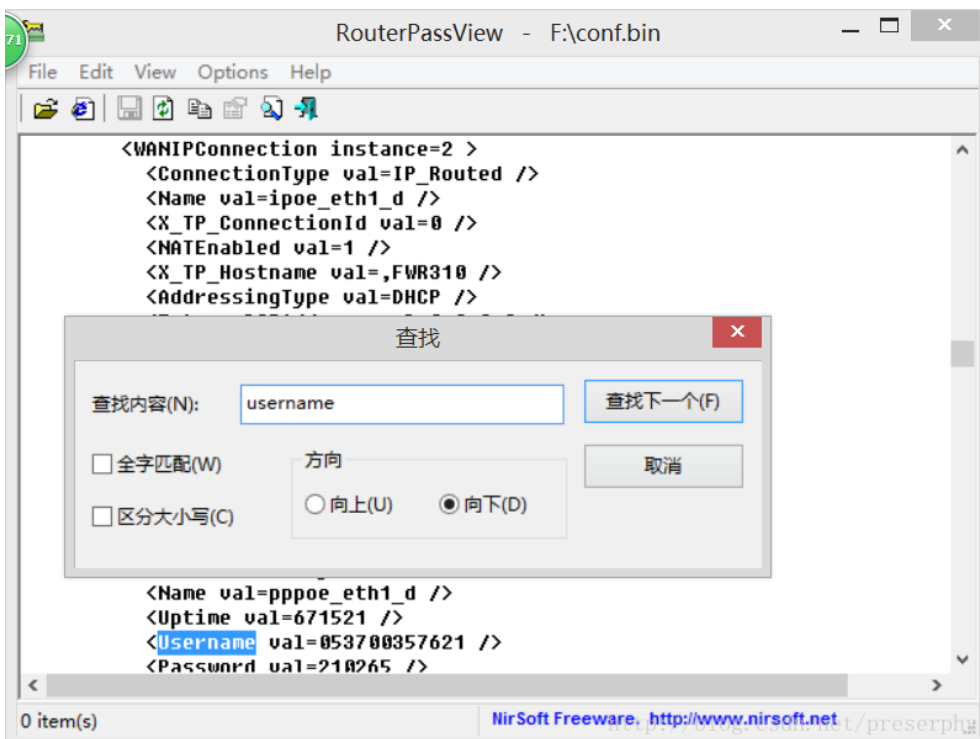 71
RouterPassView - F:\conf.bin
File Edit View Options Help
<WANIPConnection instance=2 >
<ConnectionType val=IP_Routed />
<Name val=ipoe_eth1_d />
<X_TP_ConnectionId val=0 />
<NATEnabled val=1 />
<X_TP_Hostname val=,FWR310 />
<AddressingType val=DHCP />
查找
查找内容(N):
username
查找下一个(F)
全字匹配(W)
方向
取消
向上(U)
向下(D)
区分大小写(C)
<Name val=pppoe_eth1_d />
<Uptime val=671521 />
<Username val=053700357621 />
<Password val=210265 />
0 item(s)
NirSoft Freeware. http://www.nirsoft.net